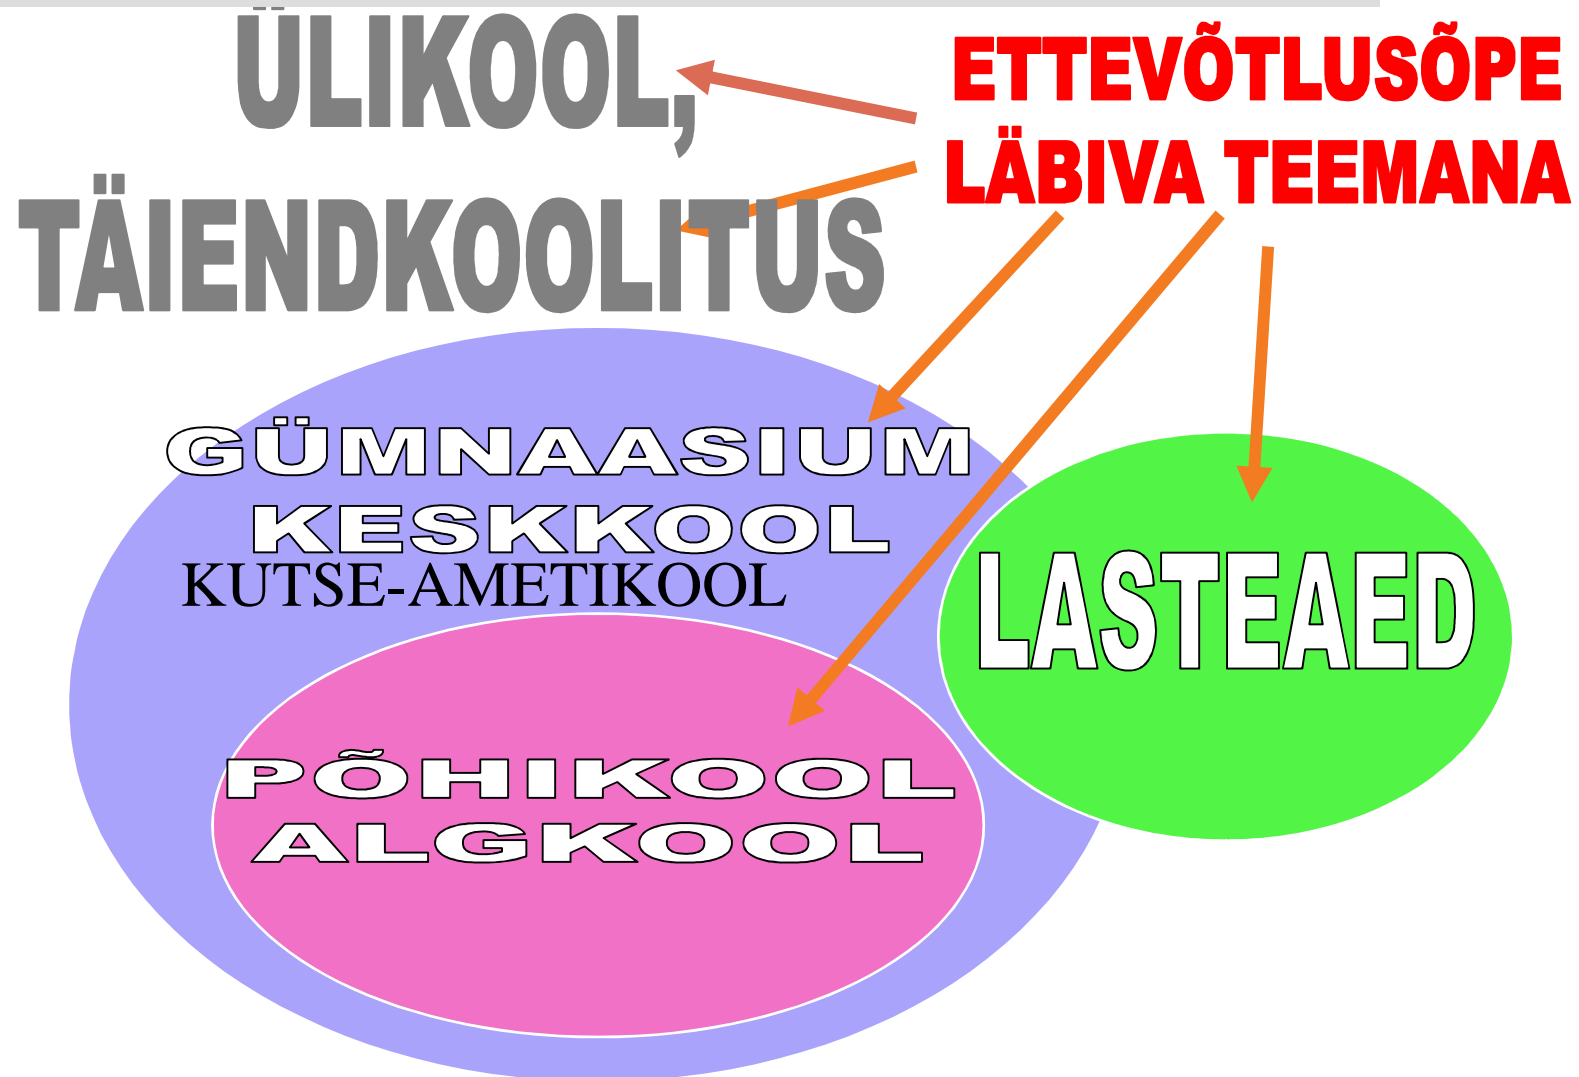 ÜLIKOOL,
TÄIENDKOOLITUS
ETTEVÕTLUSÕPE
LÄBIVA TEEMANA
GÜMNAASIUM
KESKKOOL
KUTSE-AMETIKOOL
LASTEAED
PÕHIKOOL
ALGKOOL